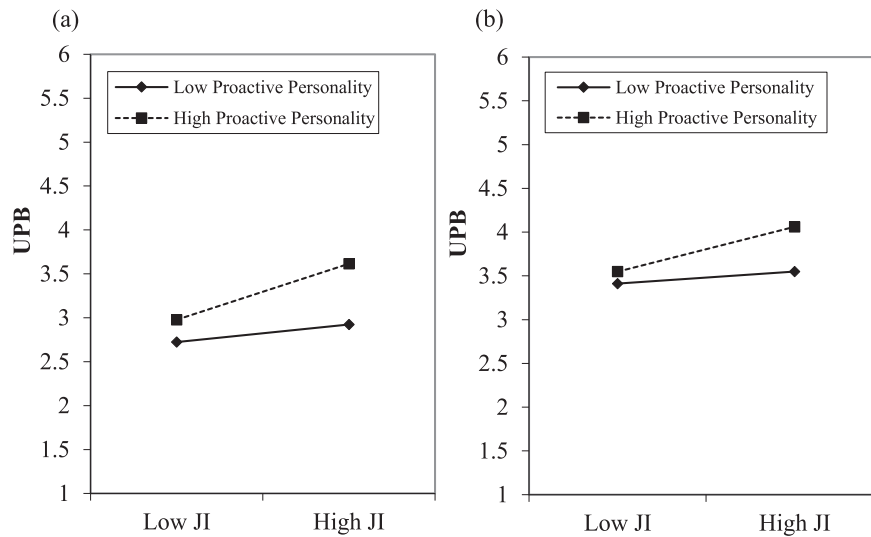 (a)
6
5.5
5
4.5
4
3.5
3
2.5
2
1.5
1
UPB
Low Proactive Personality
High Proactive Personality
Low JI
High JI
(b)
6
5.5
5
4.5
4
3.5
3
2.5
2
1.5
1
UPB
Low Proactive Personality
High Proactive Personality
Low JI
High JI